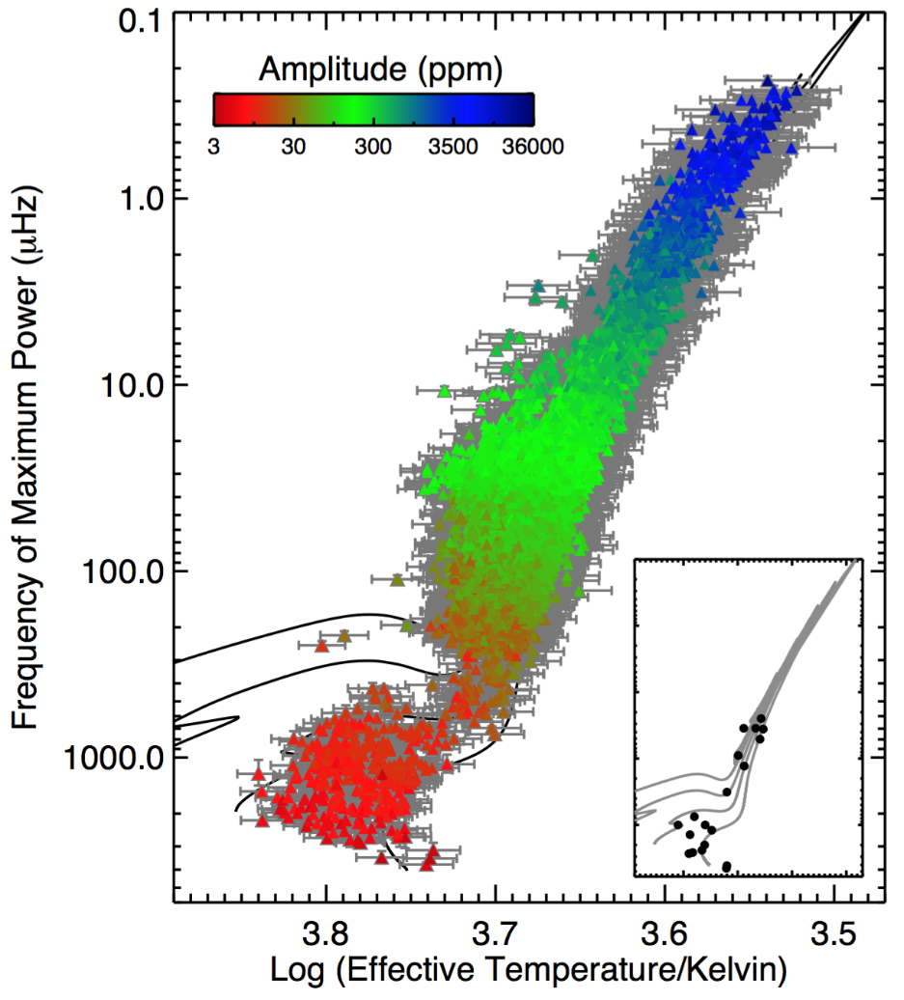 0.1
Amplitude (ppm)
3 30 300 3500 36000
1.0
10.0
100.0
1000.0
Frequency of Maximum Power (μHz)
3.8 3.7 3.6 3.5
Log (Effective Temperature/Kelvin)